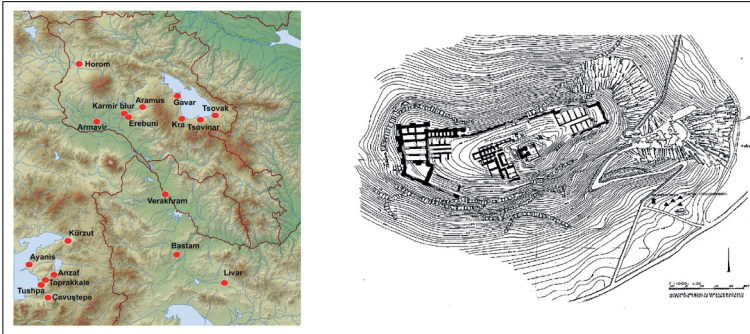 Horom
Aramus
Gavar
Karmir blur
Tsovak
Erebuni
Kra
Tsovinar
Armavir
Verakhram
Kürzut
Bastam
Ayanis
Livar
Anzaf
Toprakkale
Tushpa
Çavuştepe